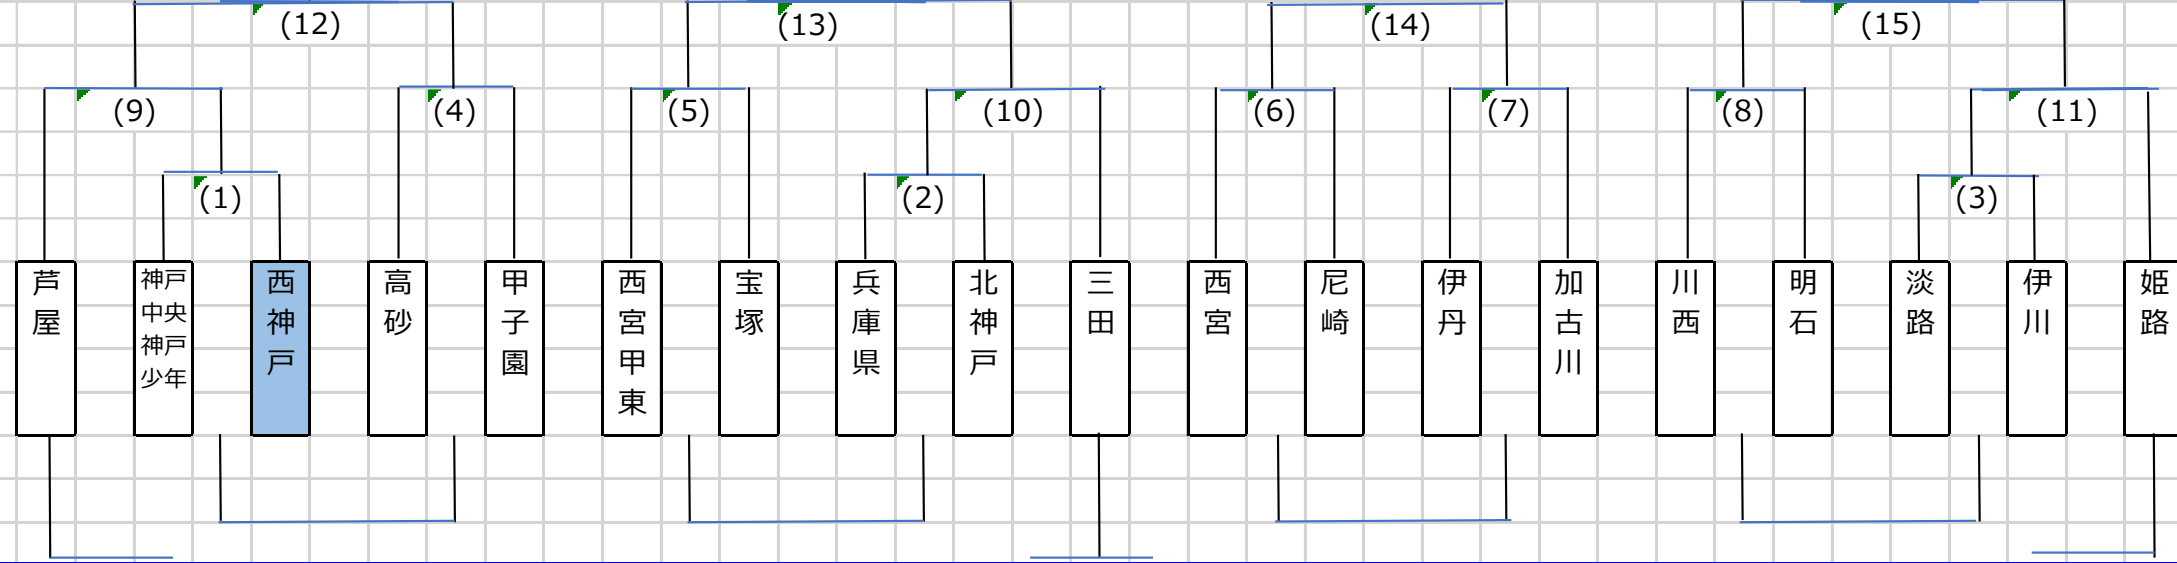 (12) (13) (14) (15)
(9) (4) (5) (10) (6) (7) (8) (11)
(1) (2) (3)
芦屋
神戸
中央
神戸
少年
西神戸
高砂
甲子園
西宮甲東
宝塚
兵庫県
北神戸
三田
西宮
尼崎
伊丹
加古川
川西
明石
淡路
伊川
姫路